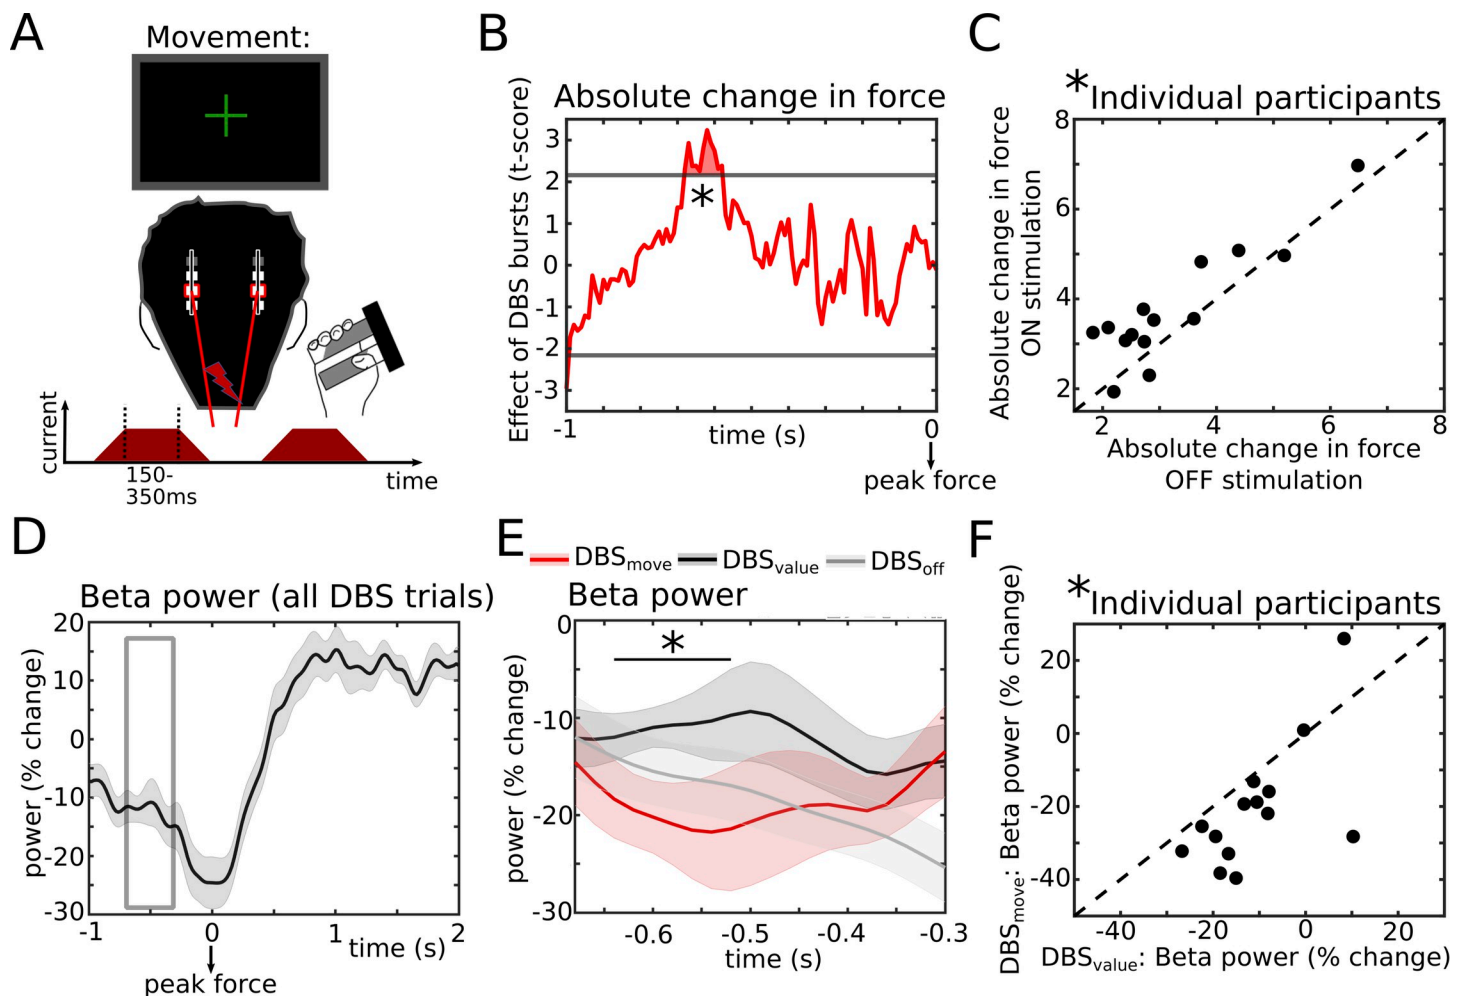 A
Movement:
current
150-
350ms
time
B
Absolute change in force
Effect of DBS bursts (t-score)
3
2
1
0
-1
-2
-3
*
-1
time (s)
0
peak force
C
*Individual participants
Absolute change in force
ON stimulation
8
6
4
2
2
4
6
8
Absolute change in force
OFF stimulation
D
Beta power (all DBS trials)
power (% change)
20
10
0
-10
-20
-30
-1
0
1
time (s)
2
peak force
E
DBSmove
DBSvalue
DBSoff
Beta power
power (% change)
0
-10
-20
-30
*
-0.6
-0.5
-0.4
-0.3
time (s)
F
*Individual participants
DBSmove: Beta power (% change)
20
0
-20
-40
-40
-20
0
20
DBSvalue: Beta power (% change)